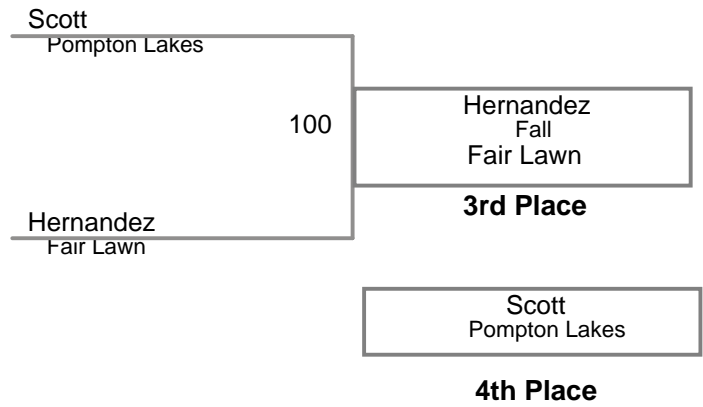 Scott
Pompton Lakes
100
Hernandez
Fall
Fair Lawn
3rd Place
Hernandez
Fair Lawn
Scott
Pompton Lakes
4th Place